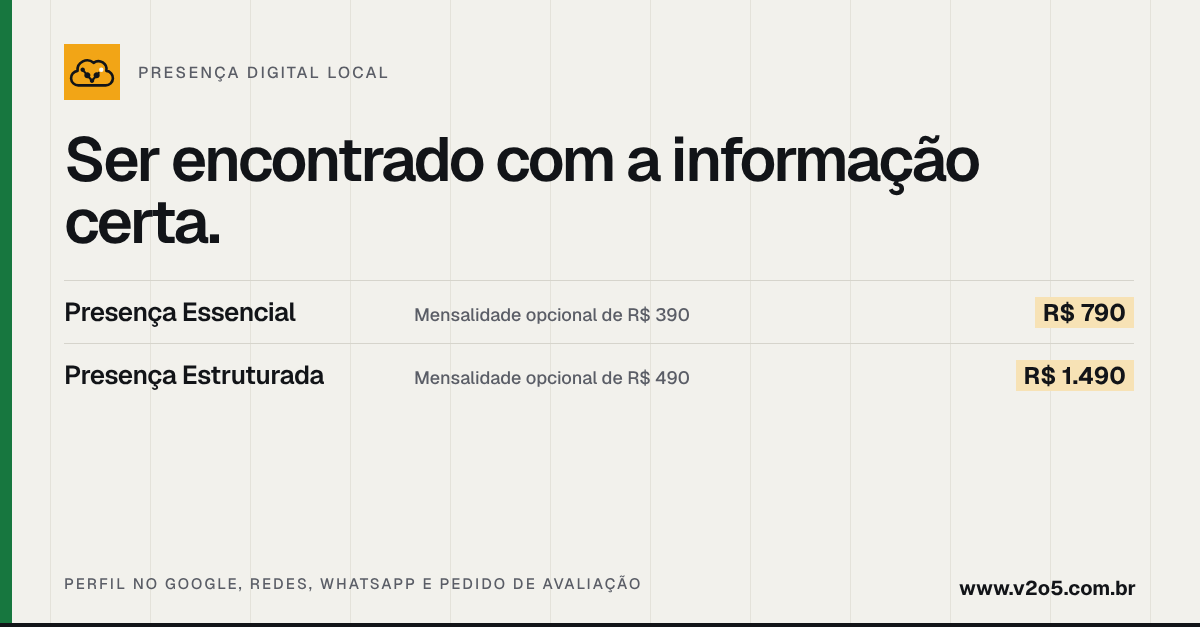 PRESENÇA DIGITAL LOCAL
Ser encontrado com a informação
certa.
Presença Essencial Mensalidade opcional de R$ 390 R$ 790
Presença Estruturada Mensalidade opcional de R$ 490 R$ 1.490
PERFIL NO GOOGLE, REDES, WHATSAPP E PEDIDO DE AVALIAÇÃO
www.v2o5.com.br